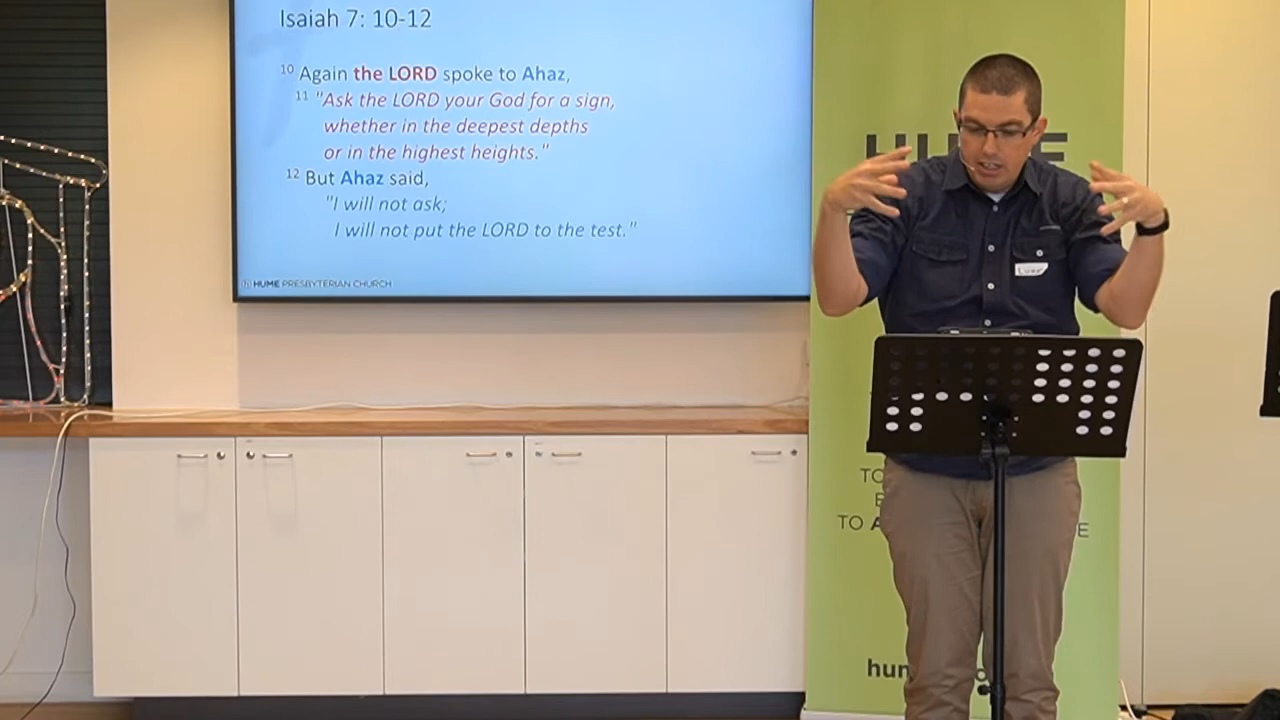 Isaiah 7: 10-12
10 Again the LORD spoke to Ahaz,
11 "Ask the LORD your God for a sign,
whether in the deepest depths
or in the highest heights."
12 But Ahaz said,
"I will not ask;
I will not put the LORD to the test."
HUME PRESBYTERIAN CHURCH
TO